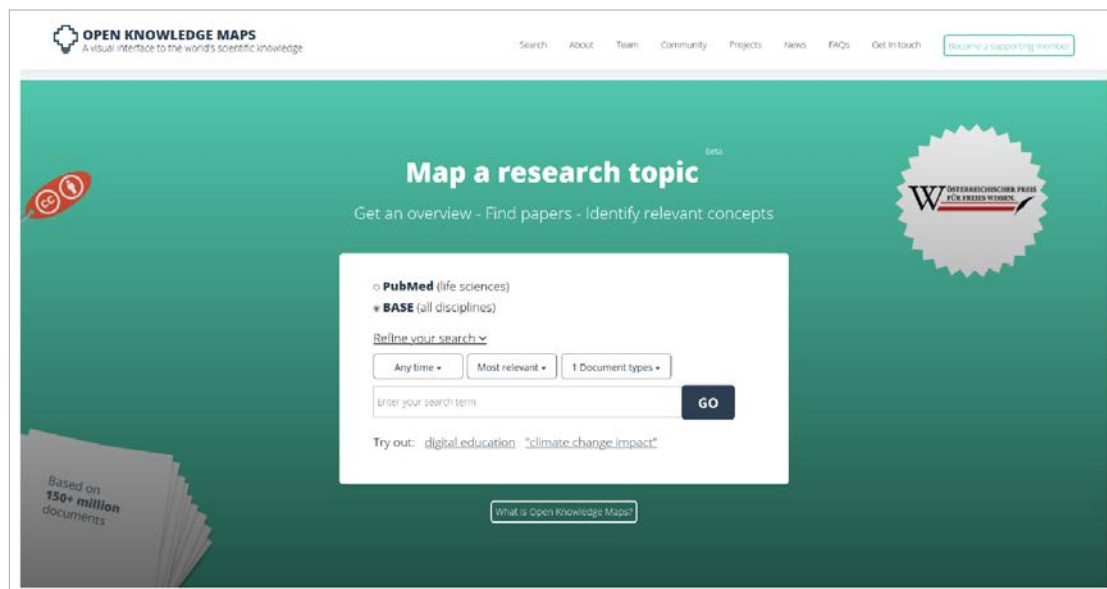 OPEN KNOWLEDGE MAPS
A visual interface to the world's scientific knowledge
Search About Team Community Projects News FAQs Get in touch Become a supporting member
beta
Map a research topic
Get an overview - Find papers - Identify relevant concepts
cc
W ÖSTERREICHISCHER PREIS
FÜR FREIES WISSEN.
PubMed (life sciences)
BASE (all disciplines)
Refine your search
Any time Most relevant 1 Document types
Enter your search term
GO
Try out: digital education "climate change impact"
Based on
150+ million
documents
What is Open Knowledge Maps?